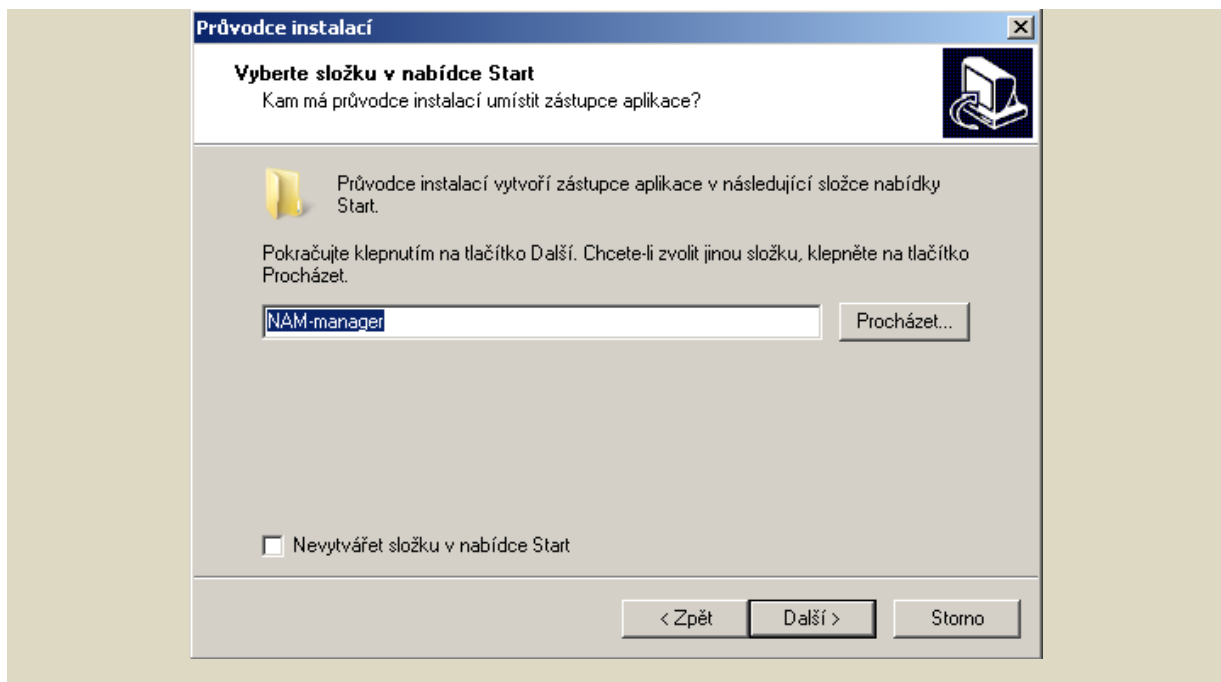 Průvodce instalací
Vyberte složku v nabídce Start
Kam má průvodce instalací umístit zástupce aplikace?
Průvodce instalací vytvoří zástupce aplikace v následující složce nabídky
Start.
Pokračujte klepnutím na tlačítko Další. Chcete-li zvolit jinou složku, klepněte na tlačítko
Procházet.
NAM-manager
Procházet...
Nevytvářet složku v nabídce Start
< Zpět
Další >
Storno